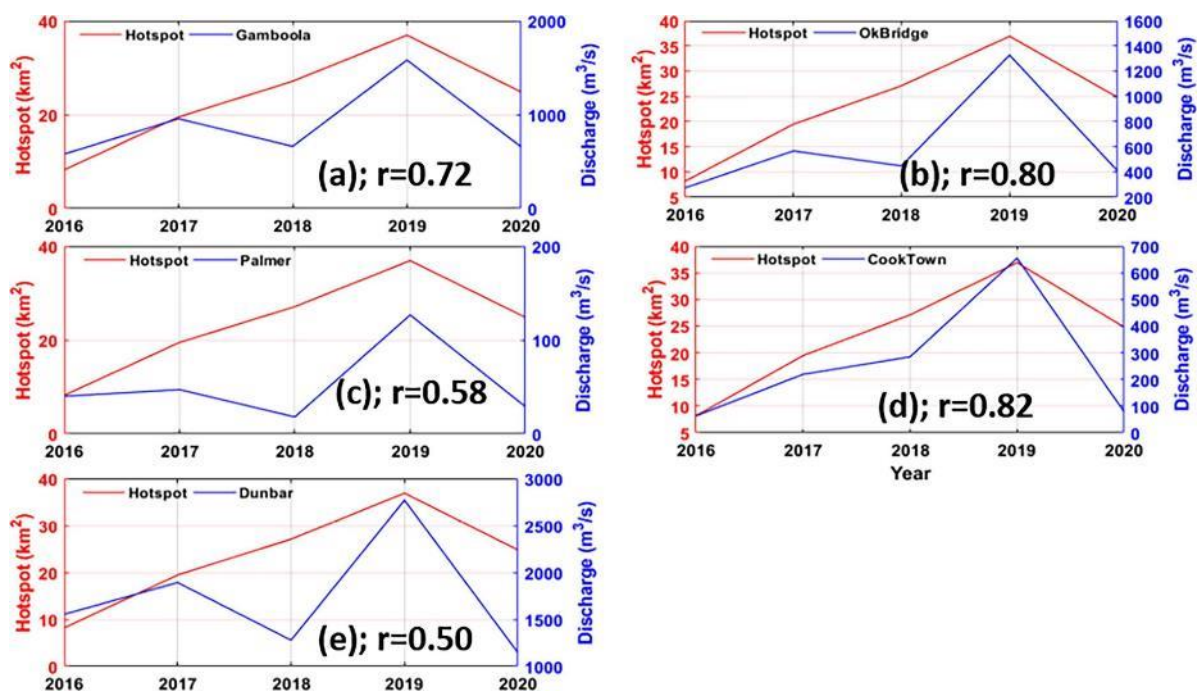 Hotspot Gamboola
Hotspot (km²)
40
20
0
2000
1000
0
Discharge (m³/s)
(a); r=0.72
2016 2017 2018 2019 2020
Hotspot OkBridge
Hotspot (km²)
40
35
30
25
20
15
10
5
1600
1400
1200
1000
800
600
400
200
Discharge (m³/s)
(b); r=0.80
2016 2017 2018 2019 2020
Hotspot Palmer
Hotspot (km²)
40
20
0
200
100
0
Discharge (m³/s)
(c); r=0.58
2016 2017 2018 2019 2020
Hotspot CookTown
Hotspot (km²)
40
35
30
25
20
15
10
5
700
600
500
400
300
200
100
0
Discharge (m³/s)
(d); r=0.82
2016 2017 2018 2019 2020
Year
Hotspot Dunbar
Hotspot (km²)
40
30
20
10
0
3000
2500
2000
1500
1000
Discharge (m³/s)
(e); r=0.50
2016 2017 2018 2019 2020